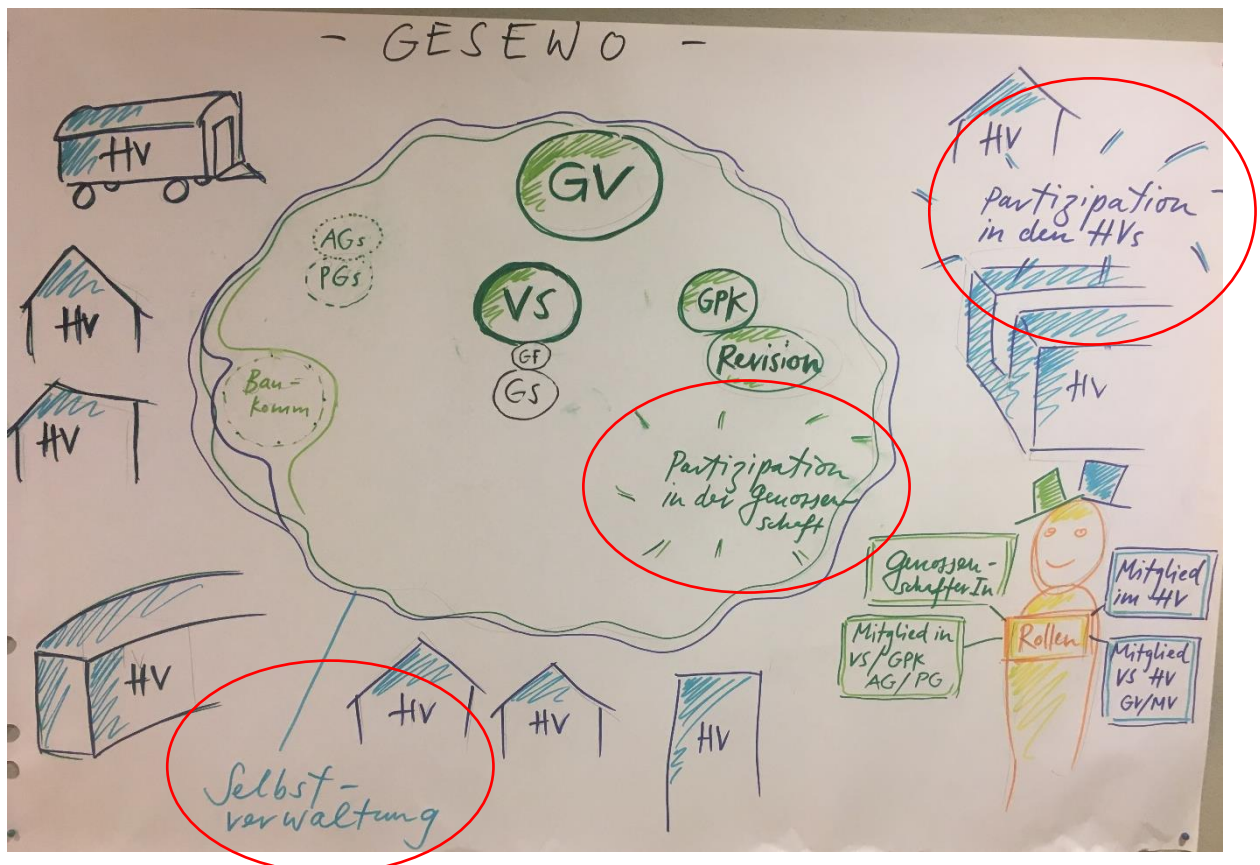 - GESEWO -
HV
HV
HV
HV
HV
HV
HV
HV
HV
GV
AGs
PGs
VS
GF
GS
GPK
Revision
Bau-
komm
Partizipation
in der Genossen-
schaft
Partizipation
in den HVs
Selbst-
verwaltung
Genossen-
schafterIn
Mitglied in
VS/GPK
AG/PG
Rollen
Mitglied
im HV
Mitglied
VS HV
GV/MV